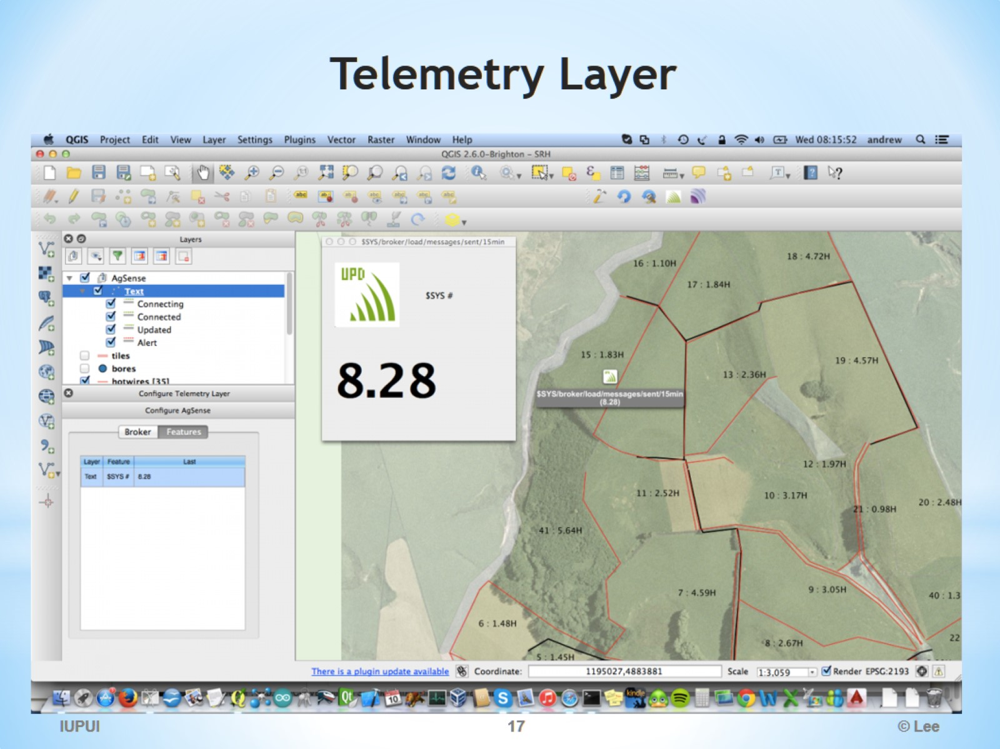 Telemetry Layer
QGIS Project Edit View Layer Settings Plugins Vector Raster Window Help Wed 08:15:52 andrew
QGIS 2.6.0-Brighton - SRH
Layers
AgSense
Text
Connecting
Connected
Updated
Alert
tiles
bores
hotwires [35]
Configure Telemetry Layer
Configure AgSense
Broker Features
Layer Feature Last
Text $SYS # 8.28
$SYS/broker/load/messages/sent/15min
UPD
$SYS #
8.28
16 : 1.10H
18 : 4.72H
17 : 1.84H
15 : 1.83H
19 : 4.57H
13 : 2.36H
$SYS/broker/load/messages/sent/15min
(8.28)
12 : 1.97H
11 : 2.52H
10 : 3.17H
20 : 2.48H
21 : 0.98H
41 : 5.64H
7 : 4.59H
9 : 3.05H
40 : 1.3
6 : 1.48H
8 : 2.67H
22
5 : 1.45H
There is a plugin update available Coordinate: 1195027,4883881 Scale 1:3,059 Render EPSG:2193
IUPUI 17 © Lee